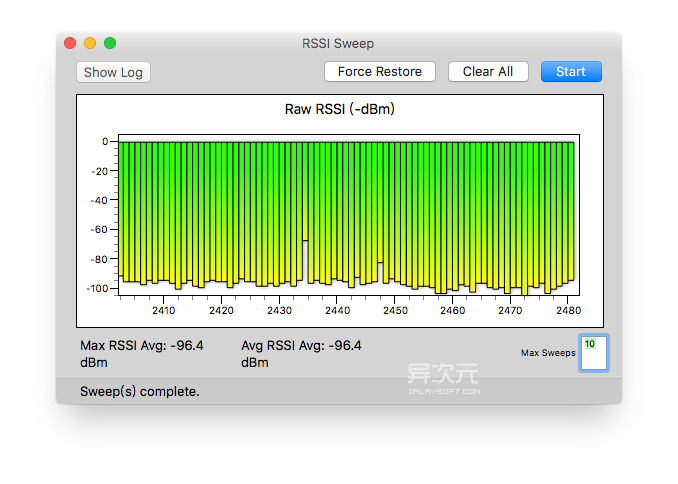 RSSI Sweep
Show Log
Force Restore
Clear All
Start
Raw RSSI (-dBm)
0
-20
-40
-60
-80
-100
2410
2420
2430
2440
2450
2460
2470
2480
Max RSSI Avg: -96.4
dBm
Avg RSSI Avg: -96.4
dBm
Max Sweeps
10
Sweep(s) complete.
异次元
IPLAYSOFT.COM